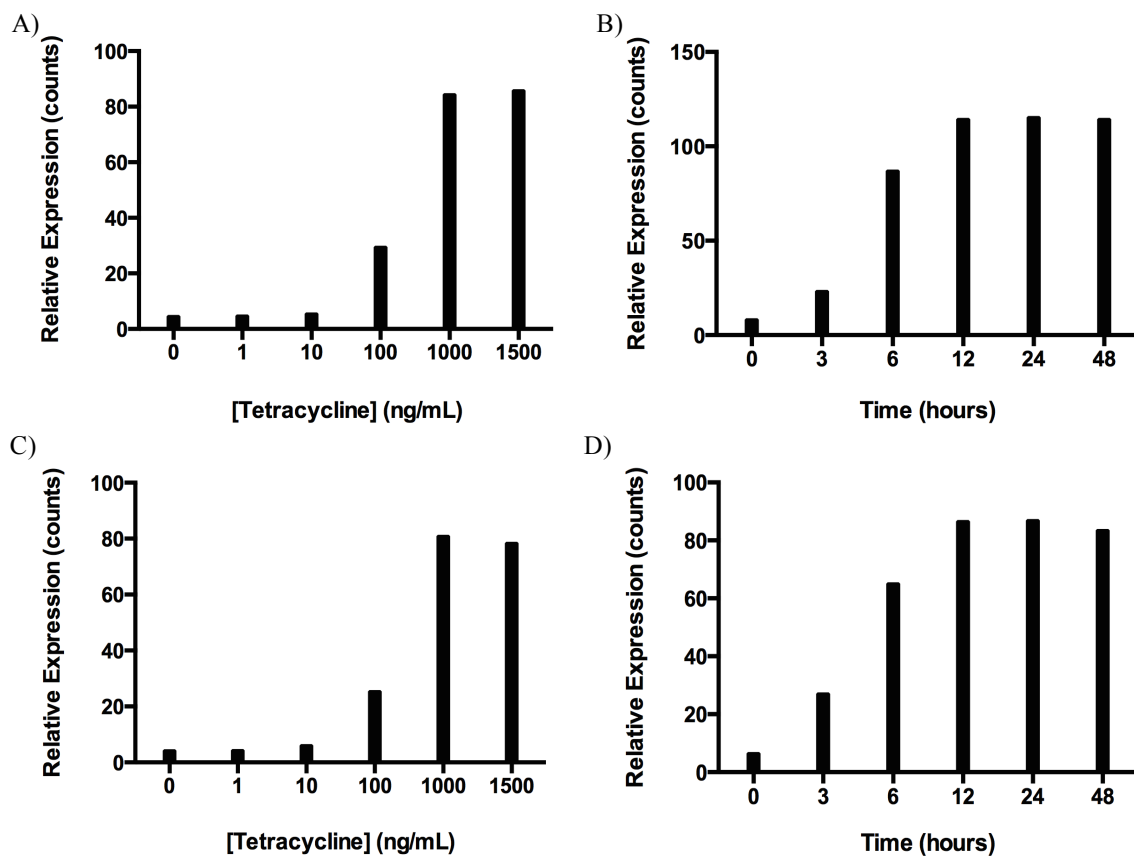 A)
Relative Expression (counts)
100
80
60
40
20
0
0 1 10 100 1000 1500
[Tetracycline] (ng/mL)
B)
Relative Expression (counts)
150
100
50
0
0 3 6 12 24 48
Time (hours)
C)
Relative Expression (counts)
100
80
60
40
20
0
0 1 10 100 1000 1500
[Tetracycline] (ng/mL)
D)
Relative Expression (counts)
100
80
60
40
20
0
0 3 6 12 24 48
Time (hours)